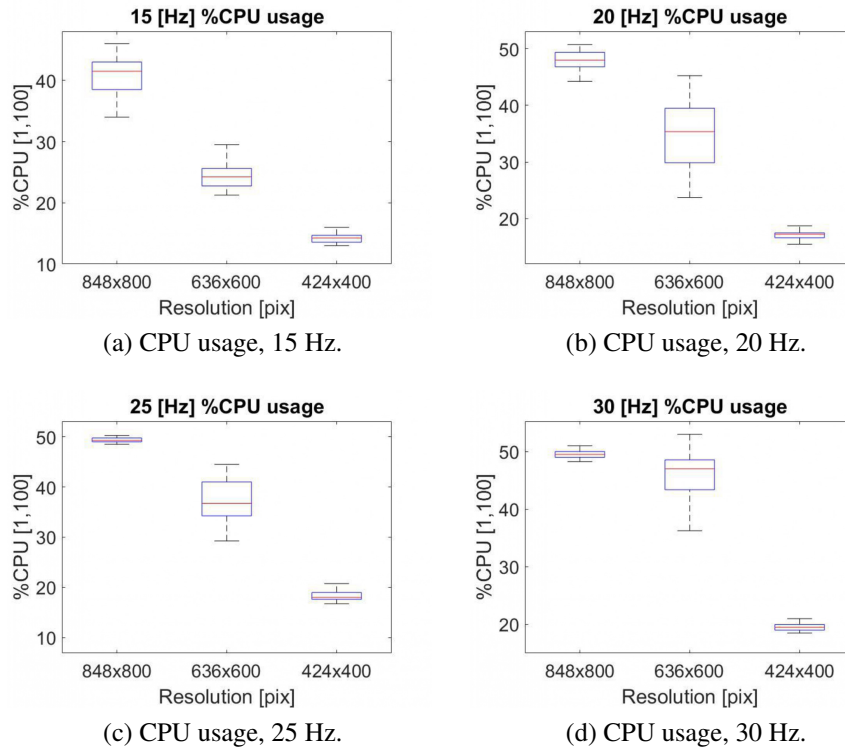 15 [Hz] %CPU usage
%CPU [1,100]
40
30
20
10
848x800 636x600 424x400
Resolution [pix]
(a) CPU usage, 15 Hz.
20 [Hz] %CPU usage
%CPU [1,100]
50
40
30
20
848x800 636x600 424x400
Resolution [pix]
(b) CPU usage, 20 Hz.
25 [Hz] %CPU usage
%CPU [1,100]
50
40
30
20
10
848x800 636x600 424x400
Resolution [pix]
(c) CPU usage, 25 Hz.
30 [Hz] %CPU usage
%CPU [1,100]
50
40
30
20
848x800 636x600 424x400
Resolution [pix]
(d) CPU usage, 30 Hz.